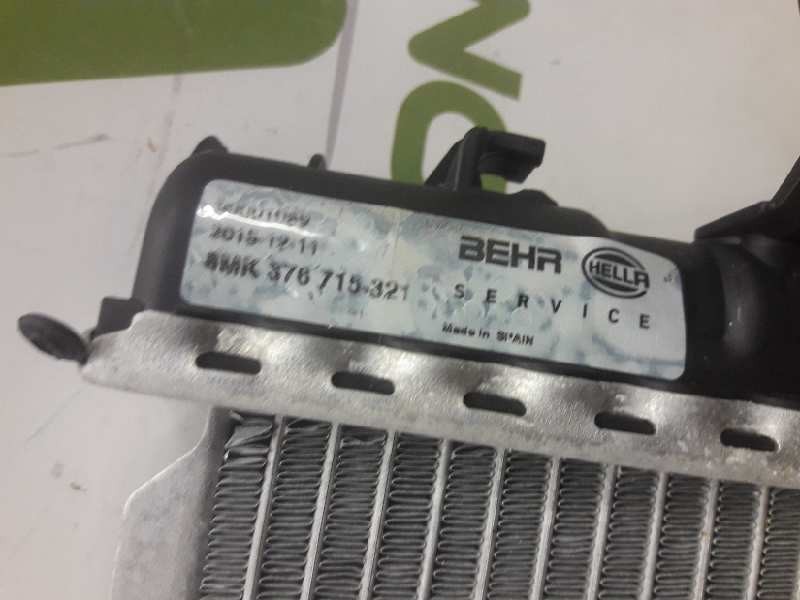 2015-12-11
8MK 376 715-321
BEHR
HELLA
SERVICE
Made in SPAIN